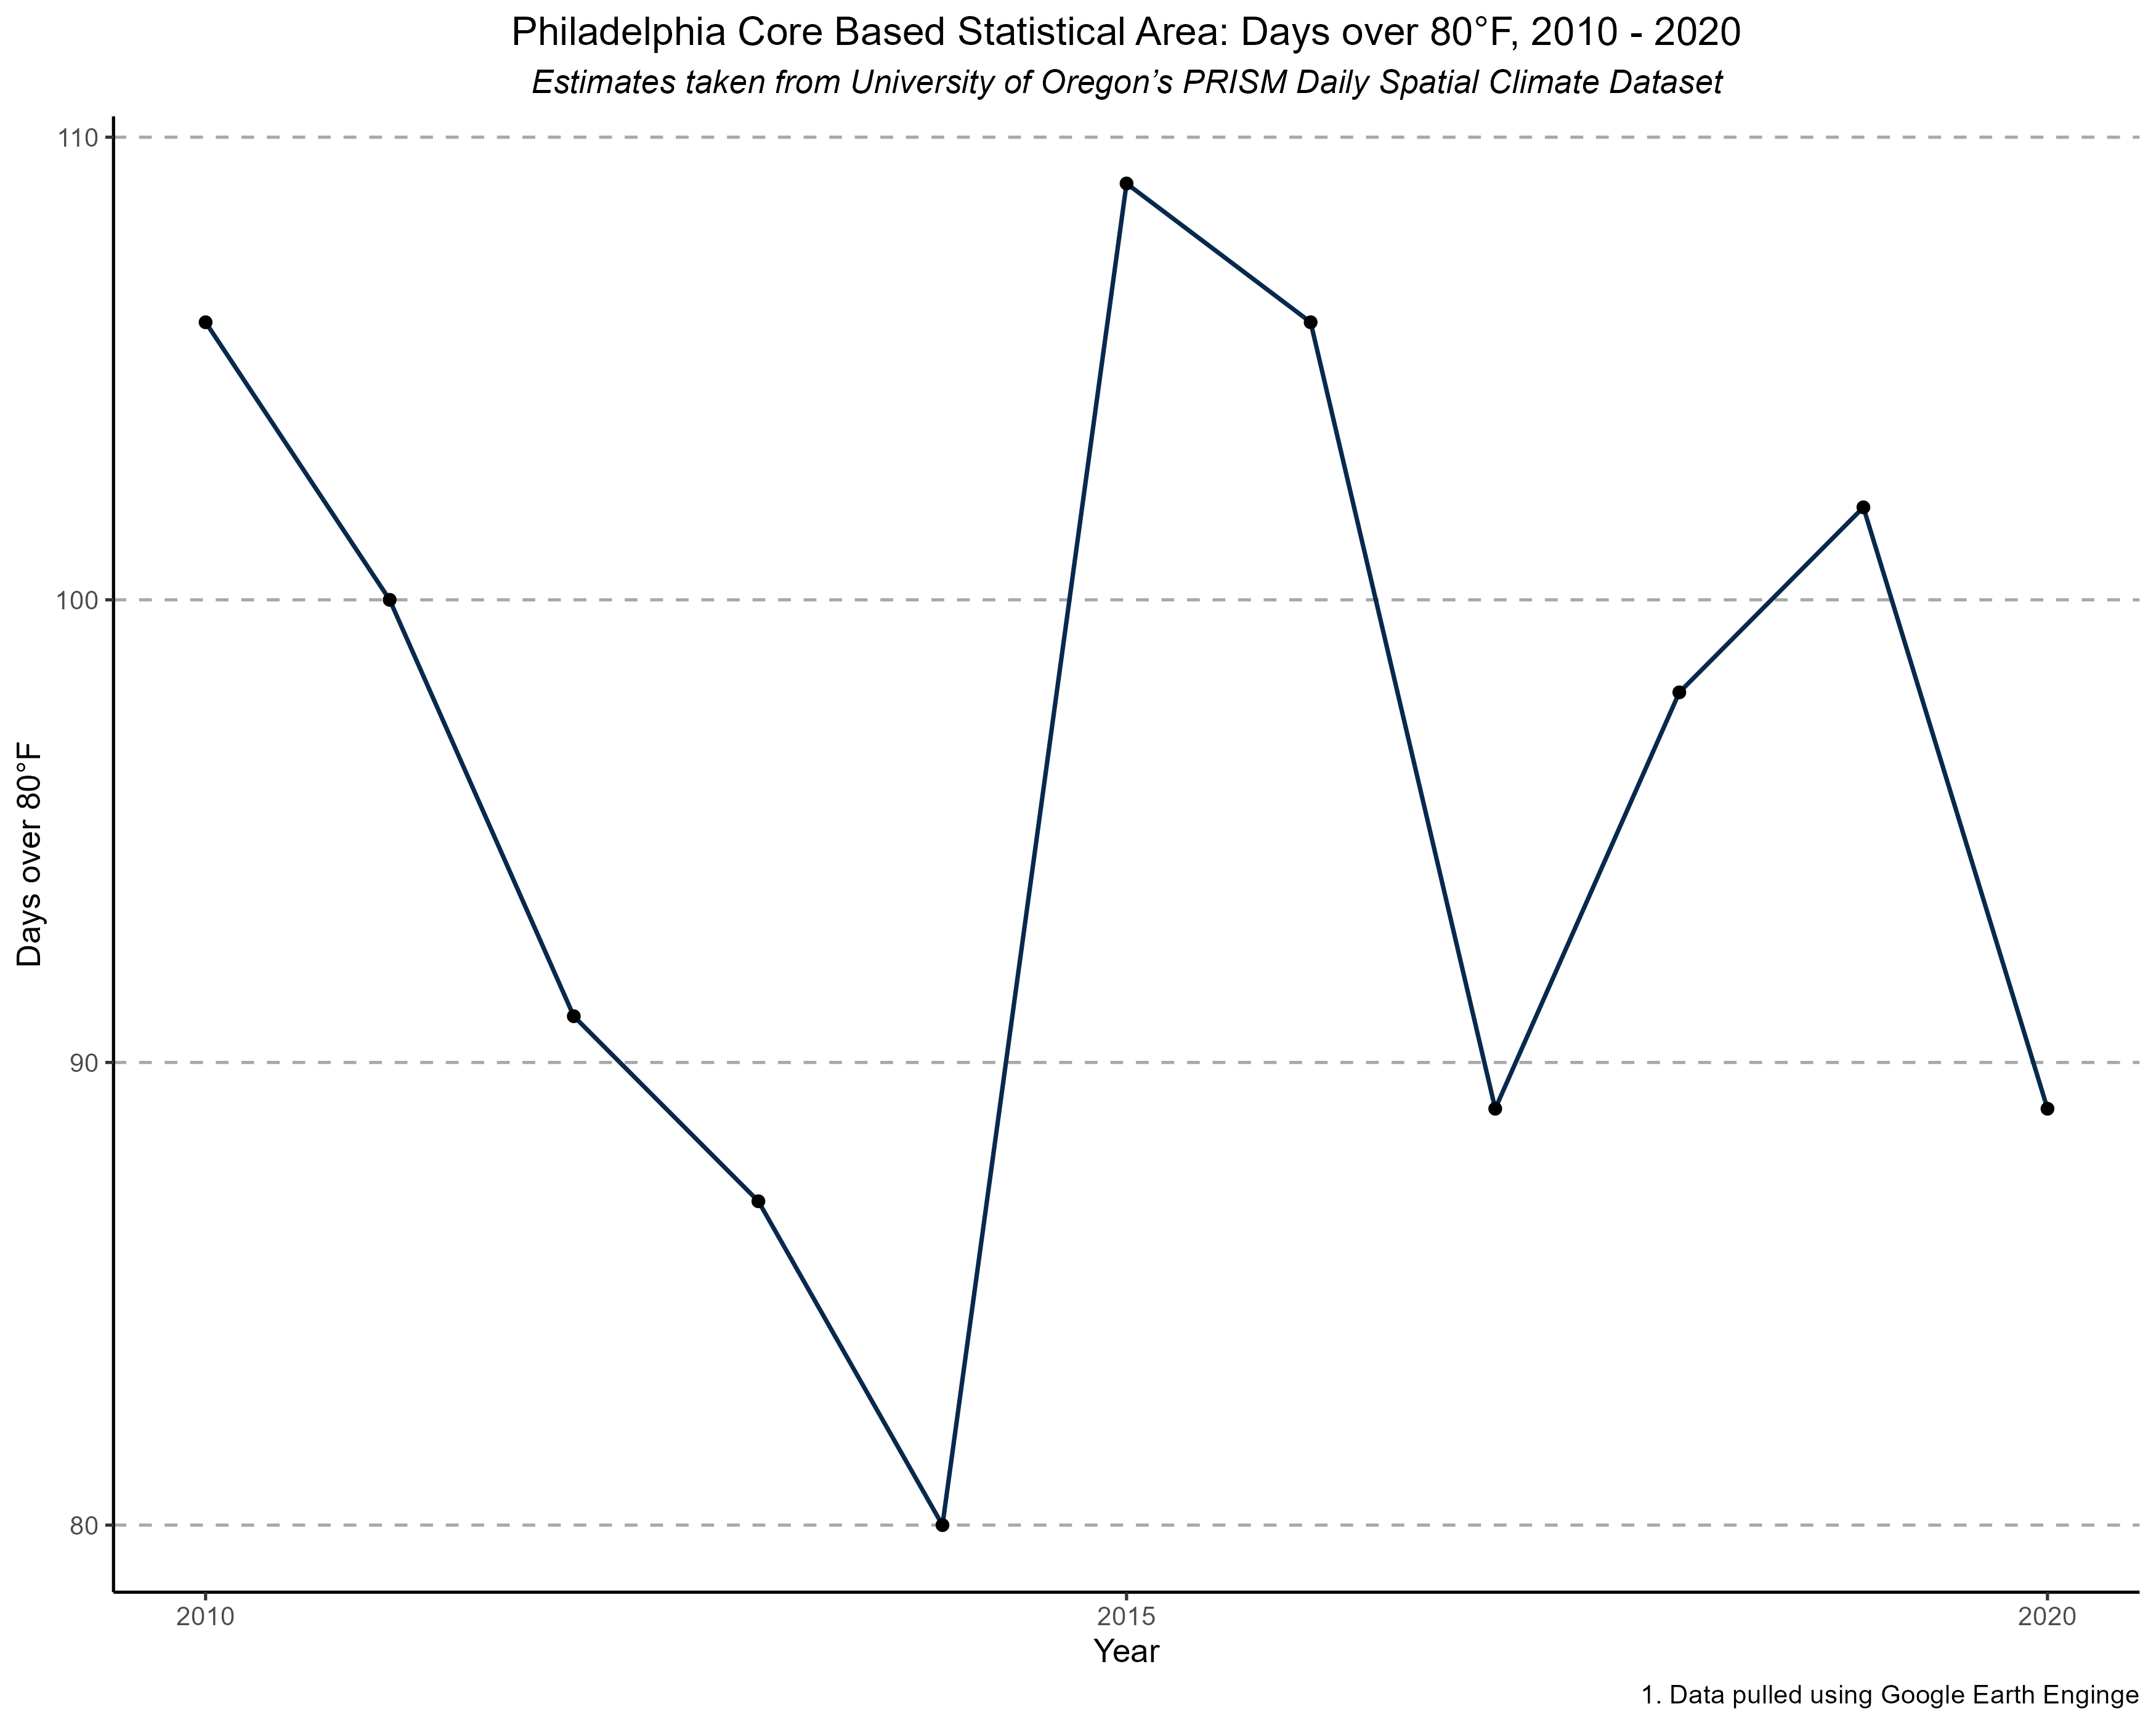 Philadelphia Core Based Statistical Area: Days over 80°F, 2010 - 2020
Estimates taken from University of Oregon’s PRISM Daily Spatial Climate Dataset
110
100
90
80
Days over 80°F
2010
2015
2020
Year
1. Data pulled using Google Earth Enginge